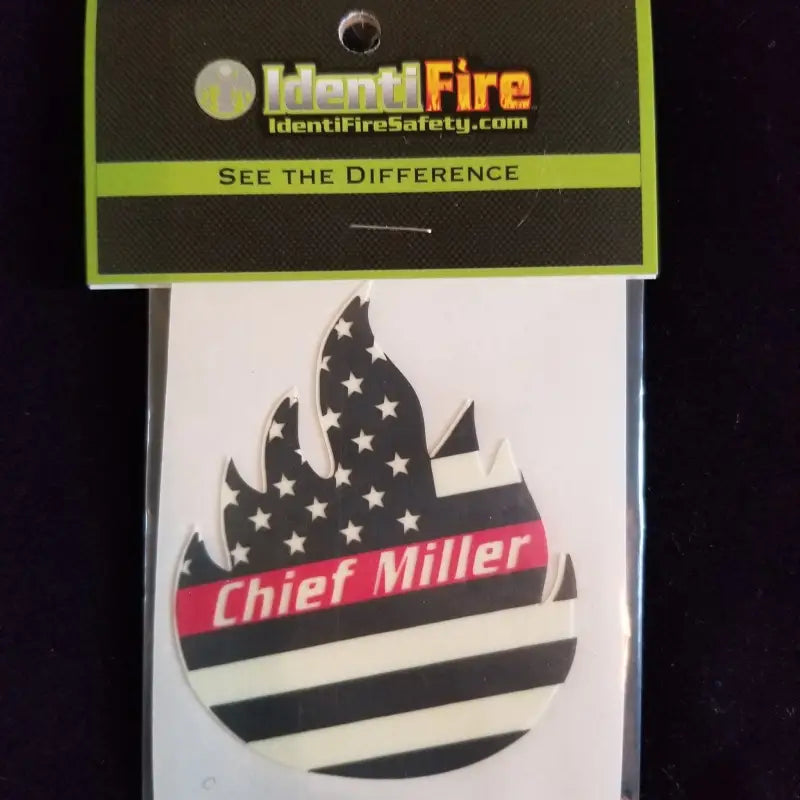 IdentiFire
IdentiFireSafety.com
SEE THE DIFFERENCE
Chief Miller